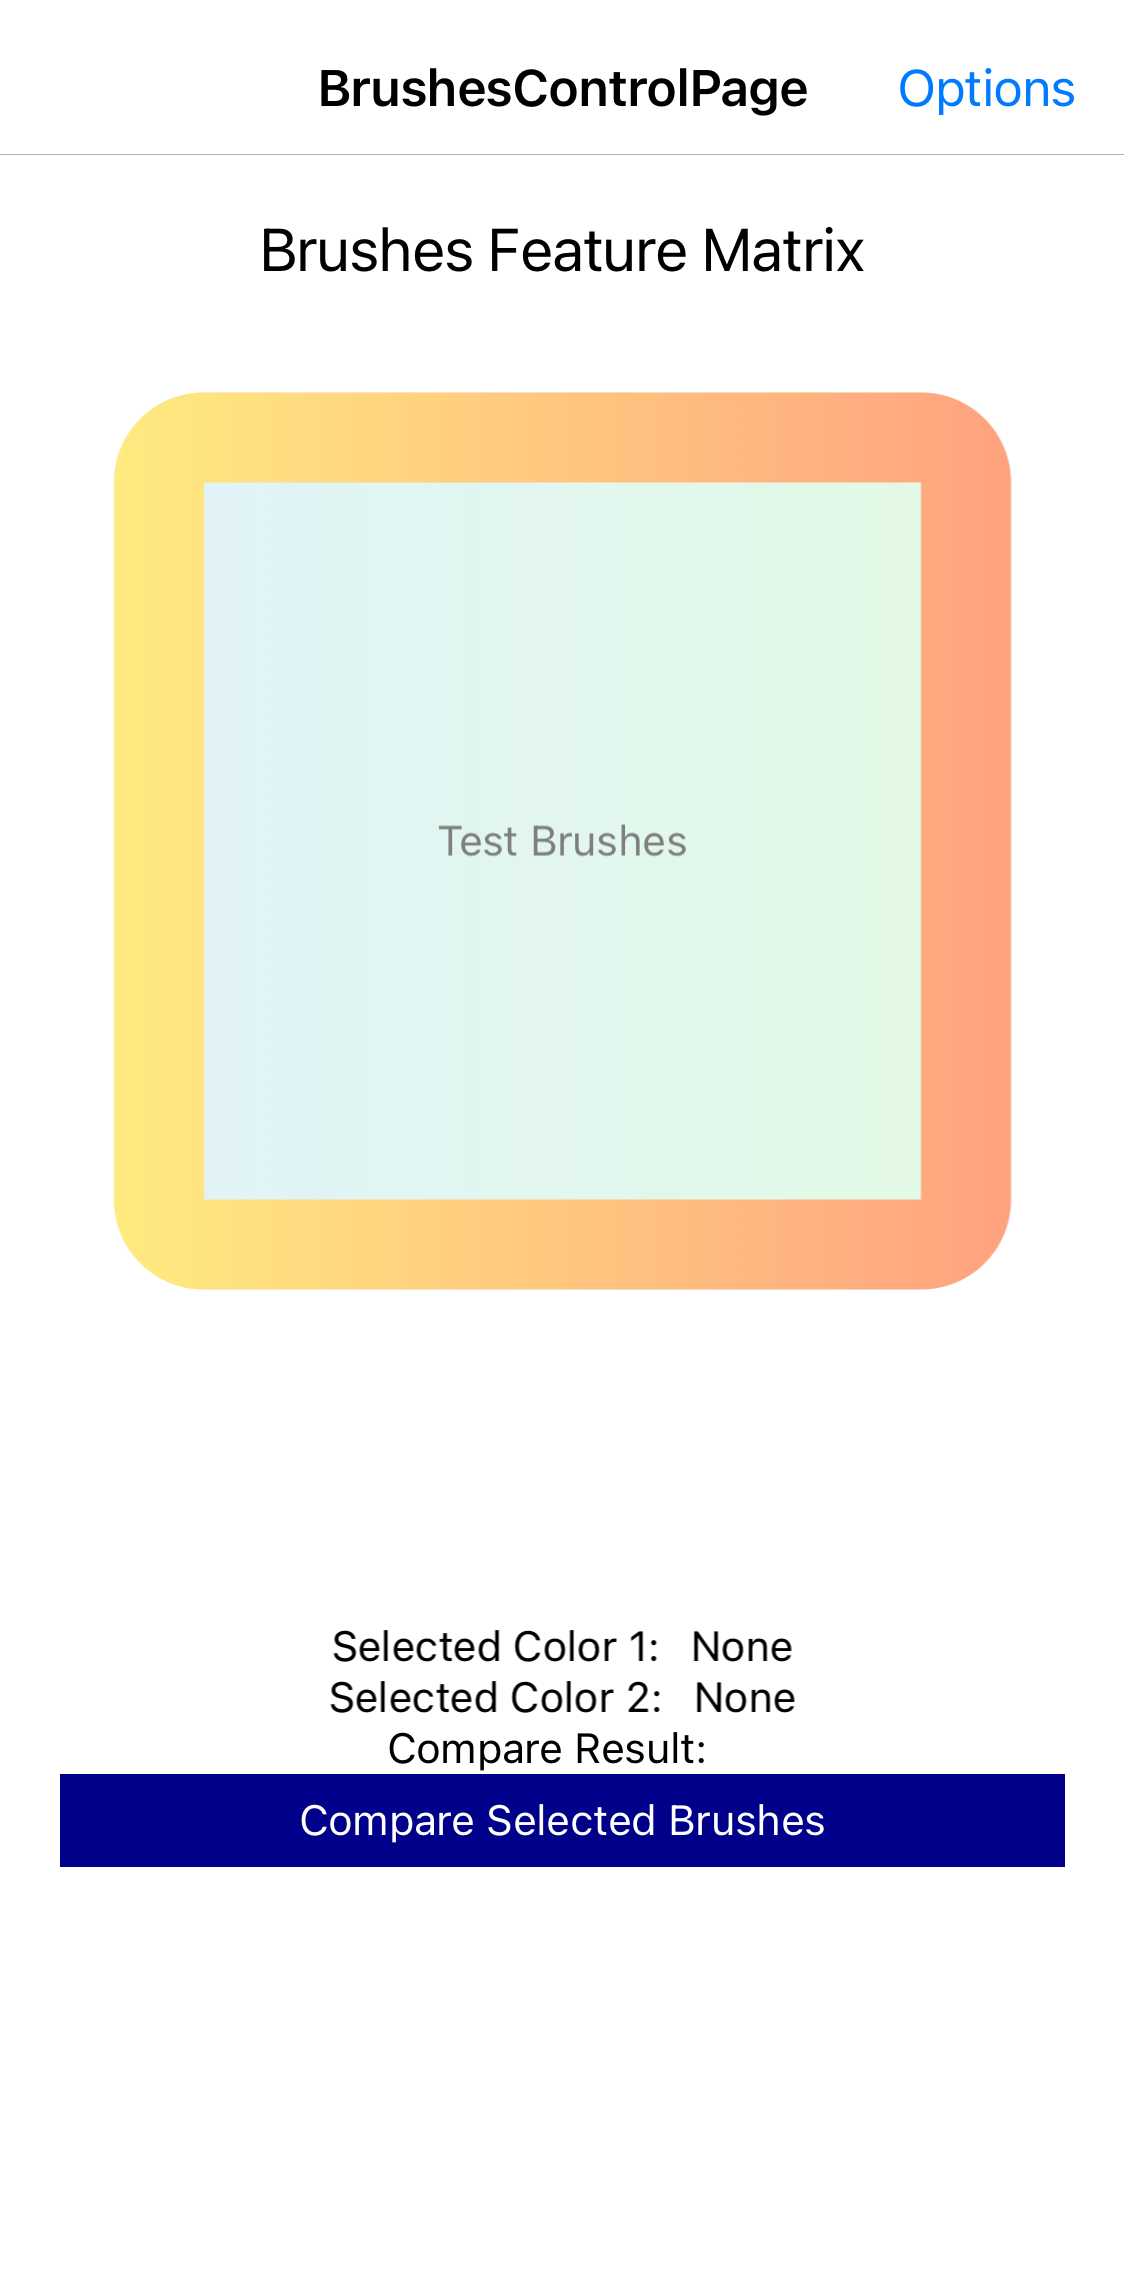 BrushesControlPage Options
Brushes Feature Matrix
Test Brushes
Selected Color 1: None
Selected Color 2: None
Compare Result:
Compare Selected Brushes